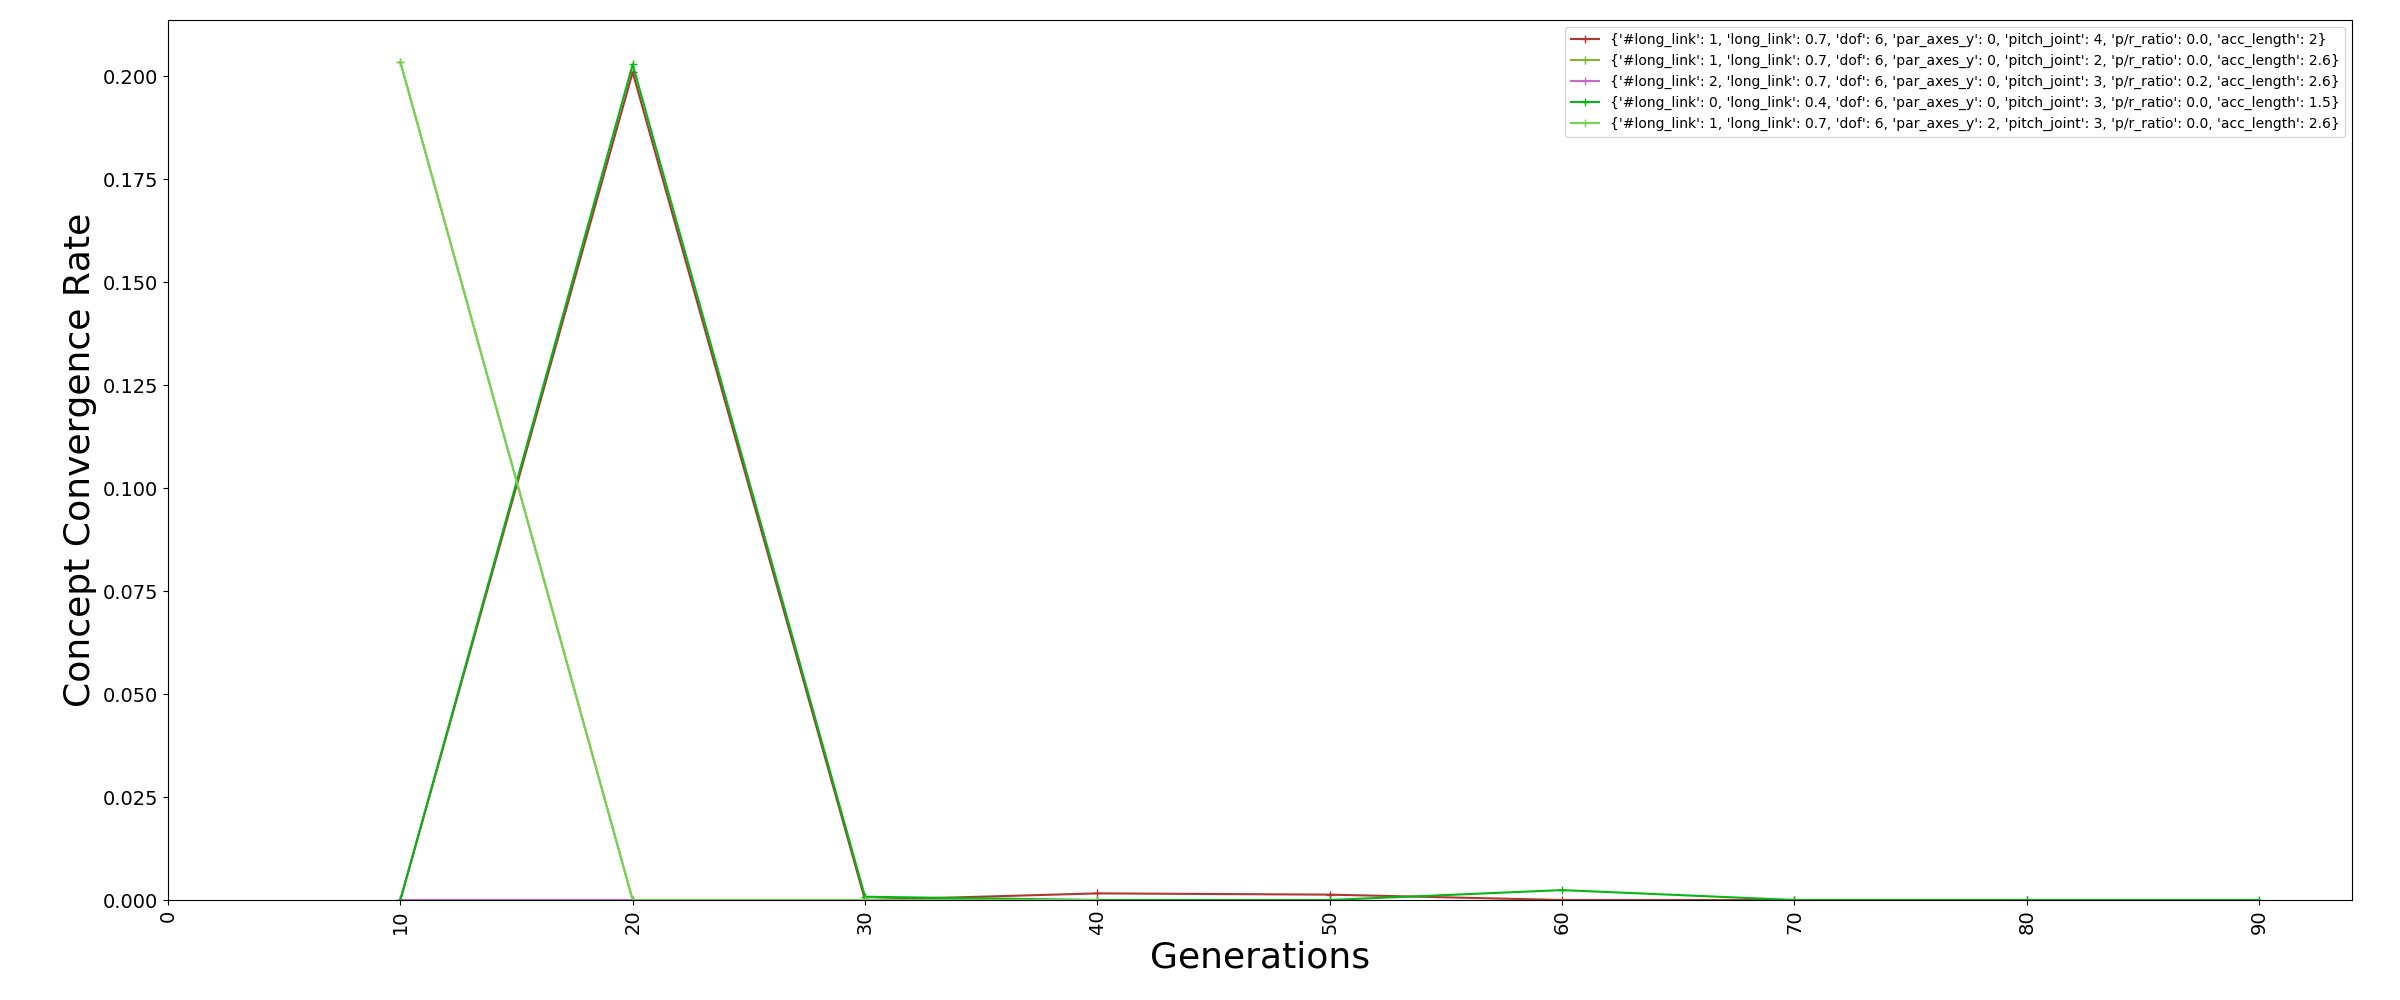 {'#long_link': 1, 'long_link': 0.7, 'dof': 6, 'par_axes_y': 0, 'pitch_joint': 4, 'p/r_ratio': 0.0, 'acc_length': 2}
{'#long_link': 1, 'long_link': 0.7, 'dof': 6, 'par_axes_y': 0, 'pitch_joint': 2, 'p/r_ratio': 0.0, 'acc_length': 2.6}
{'#long_link': 2, 'long_link': 0.7, 'dof': 6, 'par_axes_y': 0, 'pitch_joint': 3, 'p/r_ratio': 0.2, 'acc_length': 2.6}
{'#long_link': 0, 'long_link': 0.4, 'dof': 6, 'par_axes_y': 0, 'pitch_joint': 3, 'p/r_ratio': 0.0, 'acc_length': 1.5}
{'#long_link': 1, 'long_link': 0.7, 'dof': 6, 'par_axes_y': 2, 'pitch_joint': 3, 'p/r_ratio': 0.0, 'acc_length': 2.6}
Concept Convergence Rate
0.200
0.175
0.150
0.125
0.100
0.075
0.050
0.025
0.000
0
10
20
30
40
50
60
70
80
90
Generations